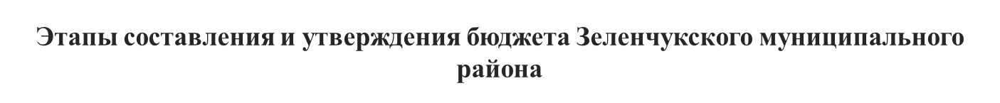 Этапы составления и утверждения бюджета Зеленчукского муниципального
района